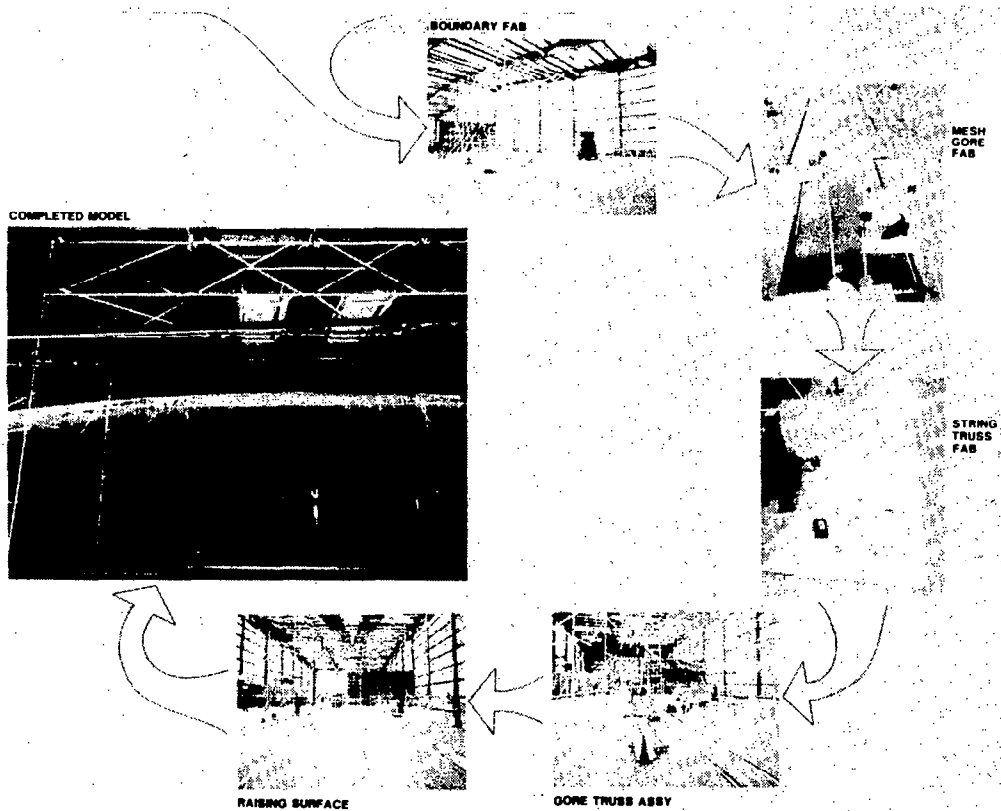 BOUNDARY FAB
MESH
GORE
FAB
COMPLETED MODEL
STRING
TRUSS
FAB
RAISING SURFACE
GORE TRUSS ASSY